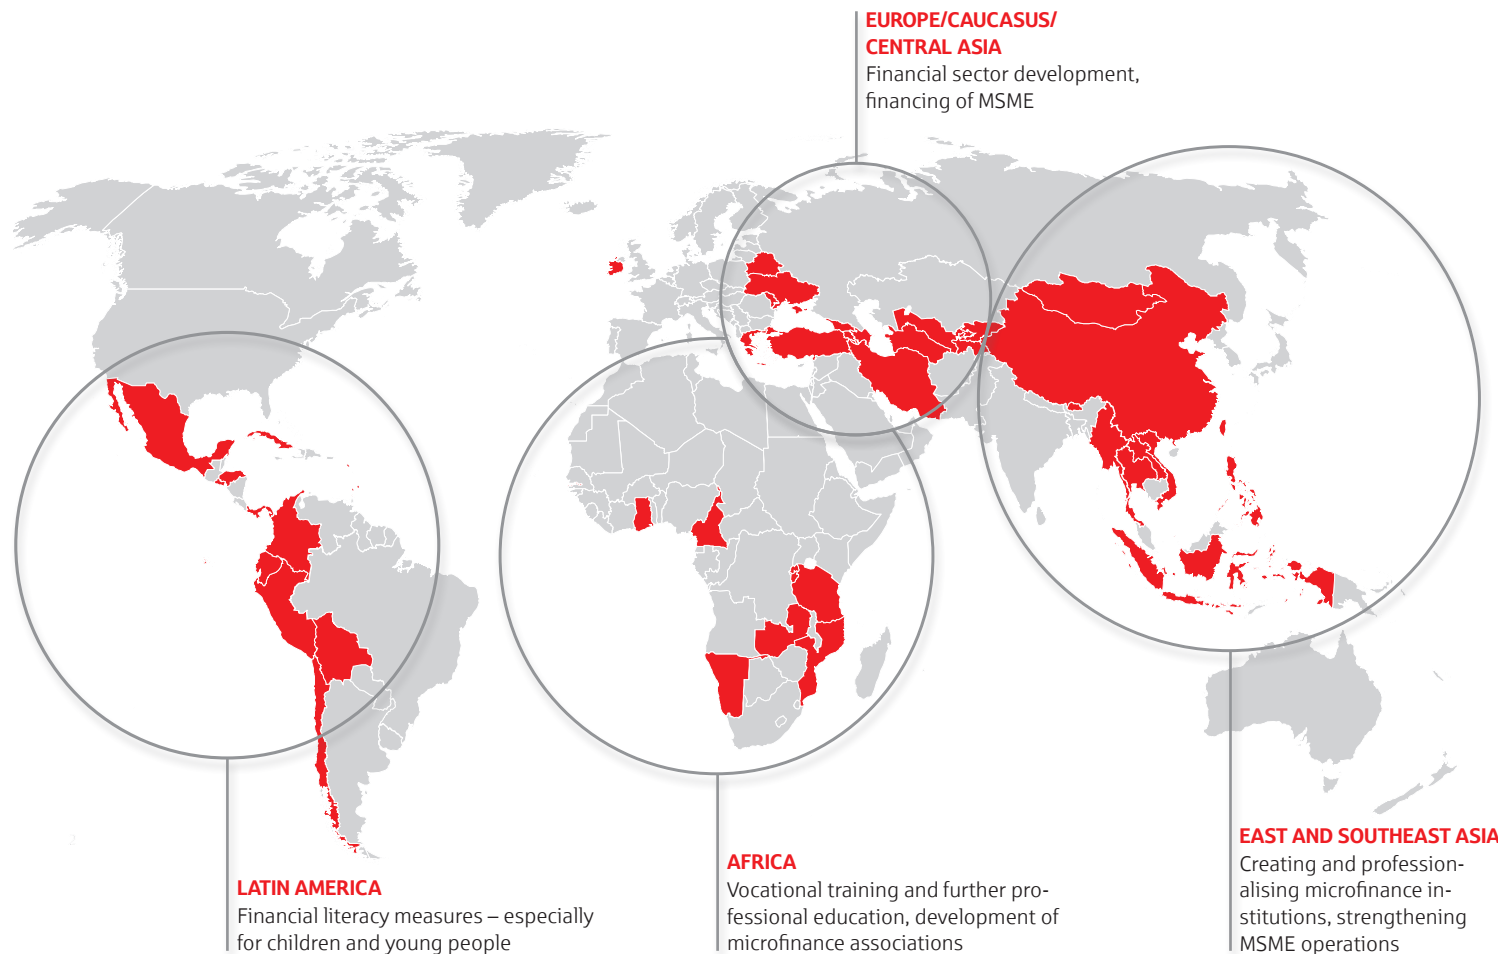 EUROPE/CAUCASUS/
CENTRAL ASIA
Financial sector development,
financing of MSME
LATIN AMERICA
Financial literacy measures – especially
for children and young people
AFRICA
Vocational training and further pro-
fessional education, development of
microfinance associations
EAST AND SOUTHEAST ASIA
Creating and profession-
alising microfinance in-
stitutions, strengthening
MSME operations